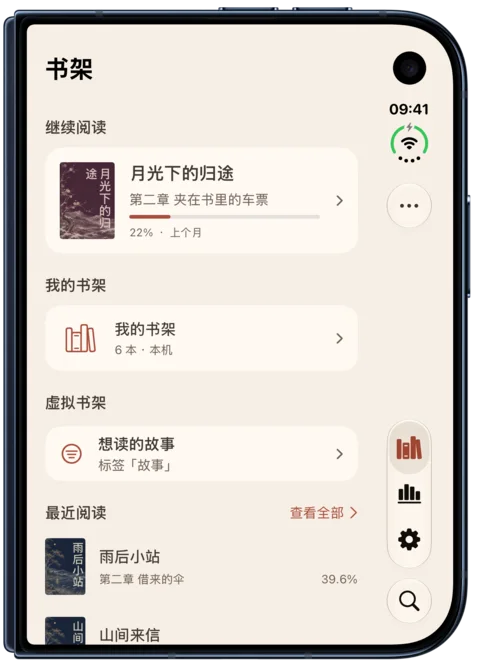 书架
09:41
继续阅读
月光下的归途
月光下的归途
第二章 夹在书里的车票
22% · 上个月
我的书架
我的书架
6 本 · 本机
虚拟书架
想读的故事
标签「故事」
最近阅读
查看全部
雨后小站
雨后小站
第二章 借来的伞
39.6%
山间
山间来信